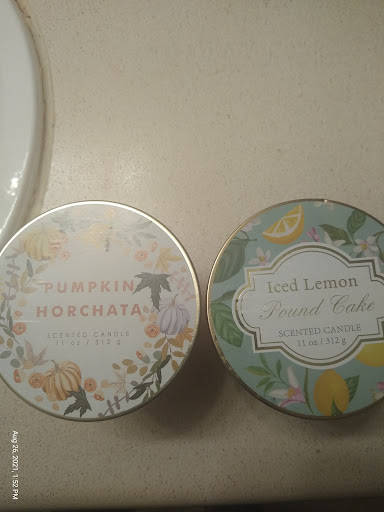 PUMPKIN
HORCHATA
SCENTED CANDLE
11 oz / 312 g
Iced Lemon
Pound Cake
SCENTED CANDLE
11 oz / 312 g
Aug 26, 2021, 1:52 PM